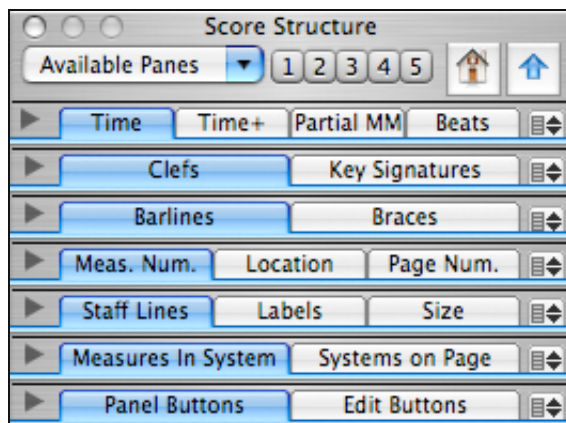 Score Structure
Available Panes 1 2 3 4 5
Time Time+ Partial MM Beats
Clefs Key Signatures
Barlines Braces
Meas. Num. Location Page Num.
Staff Lines Labels Size
Measures In System Systems on Page
Panel Buttons Edit Buttons